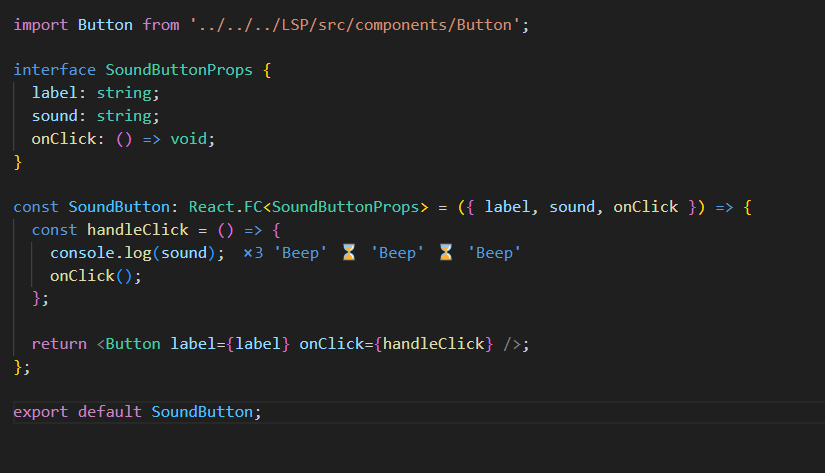 import Button from '../../../LSP/src/components/Button';
interface SoundButtonProps {
label: string;
sound: string;
onClick: () => void;
}
const SoundButton: React.FC<SoundButtonProps> = ({ label, sound, onClick }) => {
const handleClick = () => {
console.log(sound); ×3 'Beep' ⌛ 'Beep' ⌛ 'Beep'
onClick();
};
return <Button label={label} onClick={handleClick} />;
};
export default SoundButton;